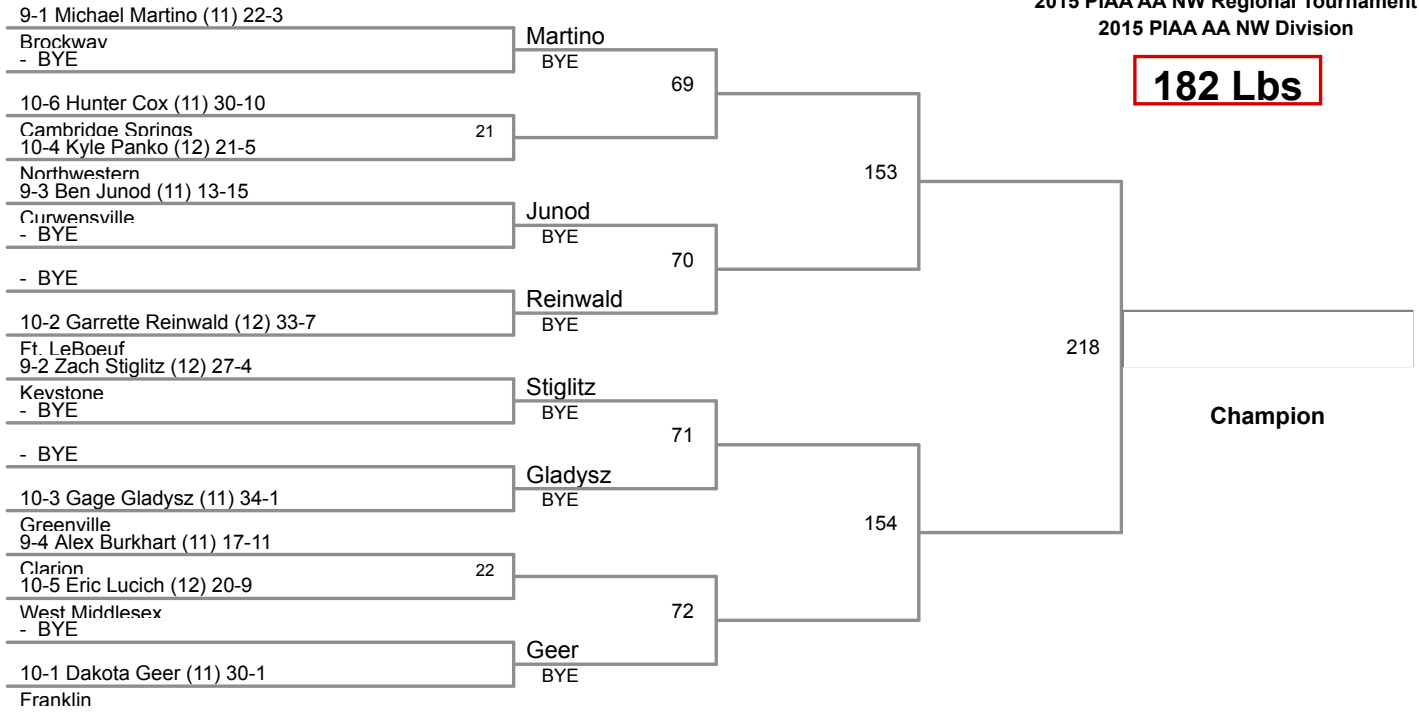 2015 PIAA AA NW Regional Tournament
2015 PIAA AA NW Division
182 Lbs
9-1 Michael Martino (11) 22-3
Brockway
- BYE
10-6 Hunter Cox (11) 30-10
Cambridge Springs
21
10-4 Kyle Panko (12) 21-5
Northwestern
9-3 Ben Junod (11) 13-15
Curwensville
- BYE
- BYE
10-2 Garrette Reinwald (12) 33-7
Ft. LeBoeuf
9-2 Zach Stiglitz (12) 27-4
Keystone
- BYE
- BYE
10-3 Gage Gladysz (11) 34-1
Greenville
9-4 Alex Burkhart (11) 17-11
Clarion
22
10-5 Eric Lucich (12) 20-9
West Middlesex
- BYE
10-1 Dakota Geer (11) 30-1
Franklin
Martino
BYE
69
Junod
BYE
70
Reinwald
BYE
Stiglitz
BYE
71
Gladysz
BYE
72
Geer
BYE
153
154
218
Champion